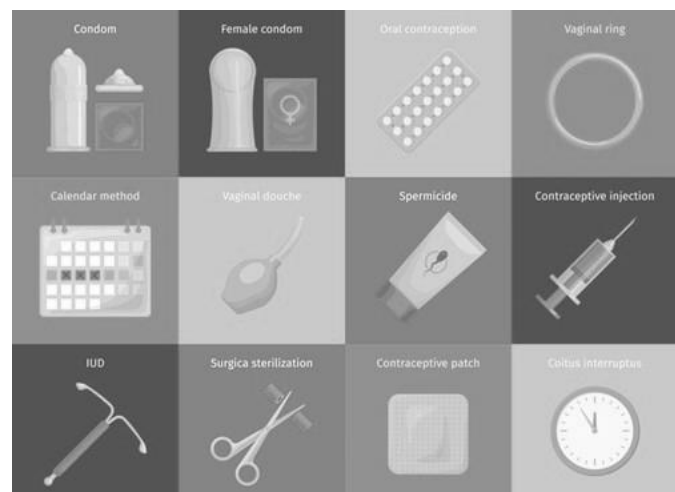 Condom
Female condom
Oral contraception
Vaginal ring
Calendar method
Vaginal douche
Spermicide
Contraceptive injection
IUD
Surgica sterilization
Contraceptive patch
Coitus interruptus